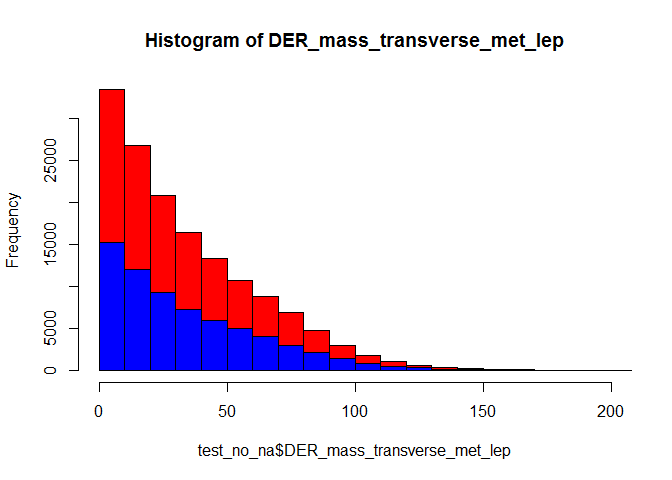 Histogram of DER_mass_transverse_met_lep
Frequency
25000
15000
5000
0
0 50 100 150 200
test_no_na$DER_mass_transverse_met_lep